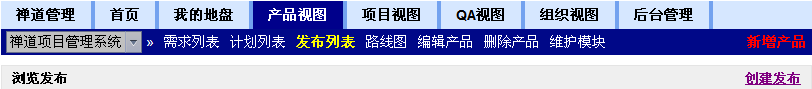 禅道管理 首页 我的地盘 产品视图 项目视图 QA视图 组织视图 后台管理
禅道项目管理系统 » 需求列表 计划列表 发布列表 路线图 编辑产品 删除产品 维护模块 新增产品
浏览发布 创建发布